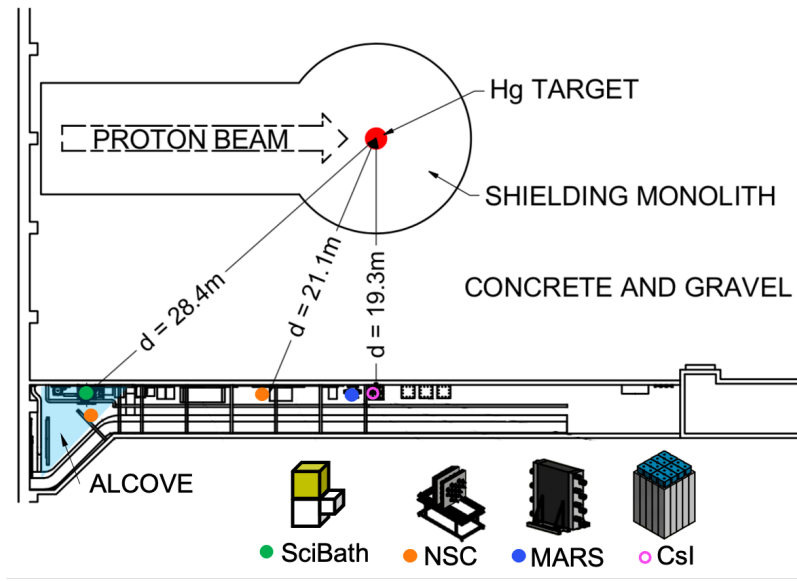 Hg TARGET
PROTON BEAM
SHIELDING MONOLITH
d = 28.4m
d = 21.1m
d = 19.3m
CONCRETE AND GRAVEL
ALCOVE
SciBath
NSC
MARS
CsI